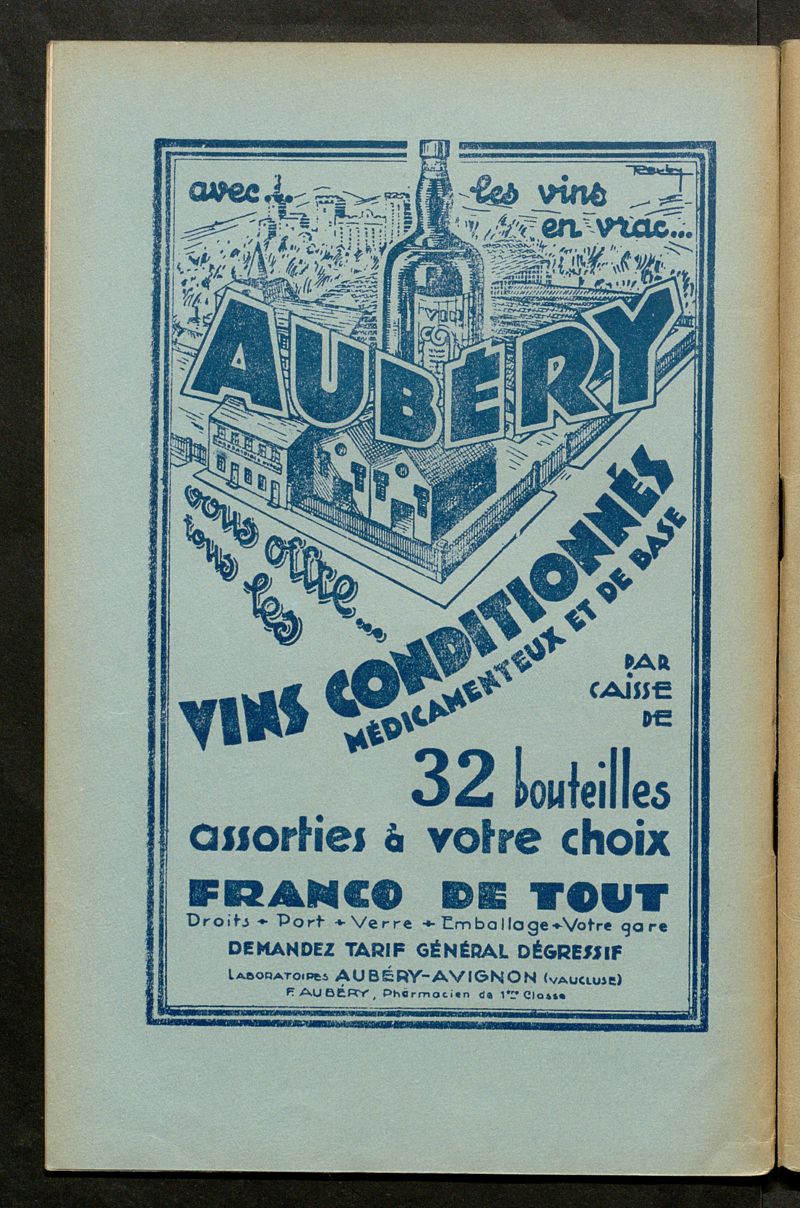 avec...
les vins
en vrac...
VIN
AUBÉRY
vous offre...
tous les
VINS CONDITIONNÉS
MÉDICAMENTEUX ET DE BASE
PAR
CAISSE
DE
32 bouteilles
assorties à votre choix
FRANCO DE TOUT
Droits + Port + Verre + Emballage + Votre gare
DEMANDEZ TARIF GÉNÉRAL DÉGRESSIF
LABORATOIRES AUBÉRY-AVIGNON (VAUCLUSE)
F. AUBÉRY, Pharmacien de 1ère Classe